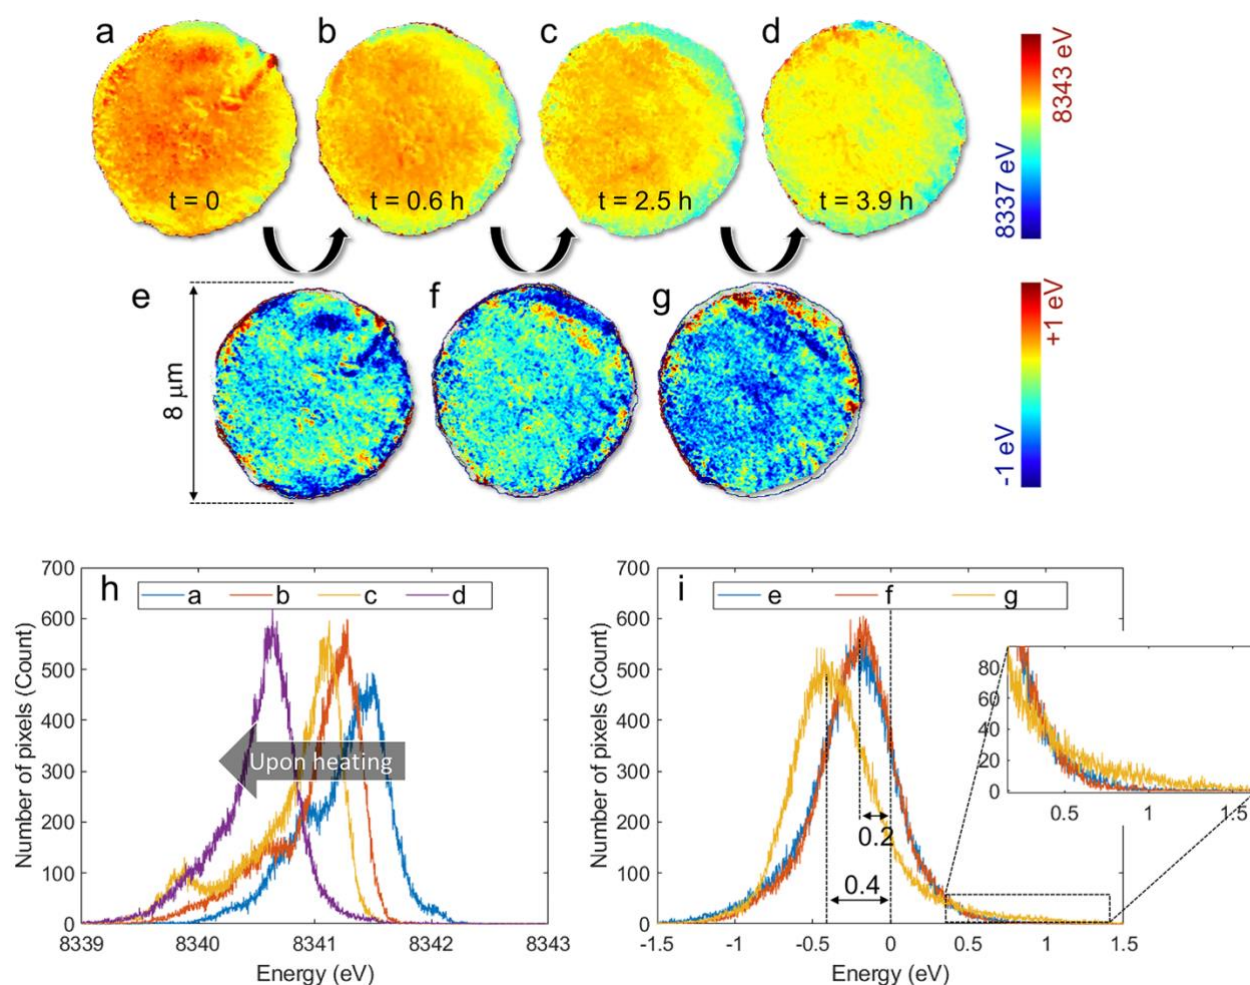 a
b
c
d
t = 0
t = 0.6 h
t = 2.5 h
t = 3.9 h
8337 eV
8343 eV
e
f
g
8 μm
- 1 eV
+1 eV
h
a b c d
Number of pixels (Count)
700
600
500
400
300
200
100
0
Upon heating
8339 8340 8341 8342 8343
Energy (eV)
i
e f g
Number of pixels (Count)
700
600
500
400
300
200
100
0
0.2
0.4
-1.5 -1 -0.5 0 0.5 1 1.5
Energy (eV)
80
60
40
20
0
0.5 1 1.5